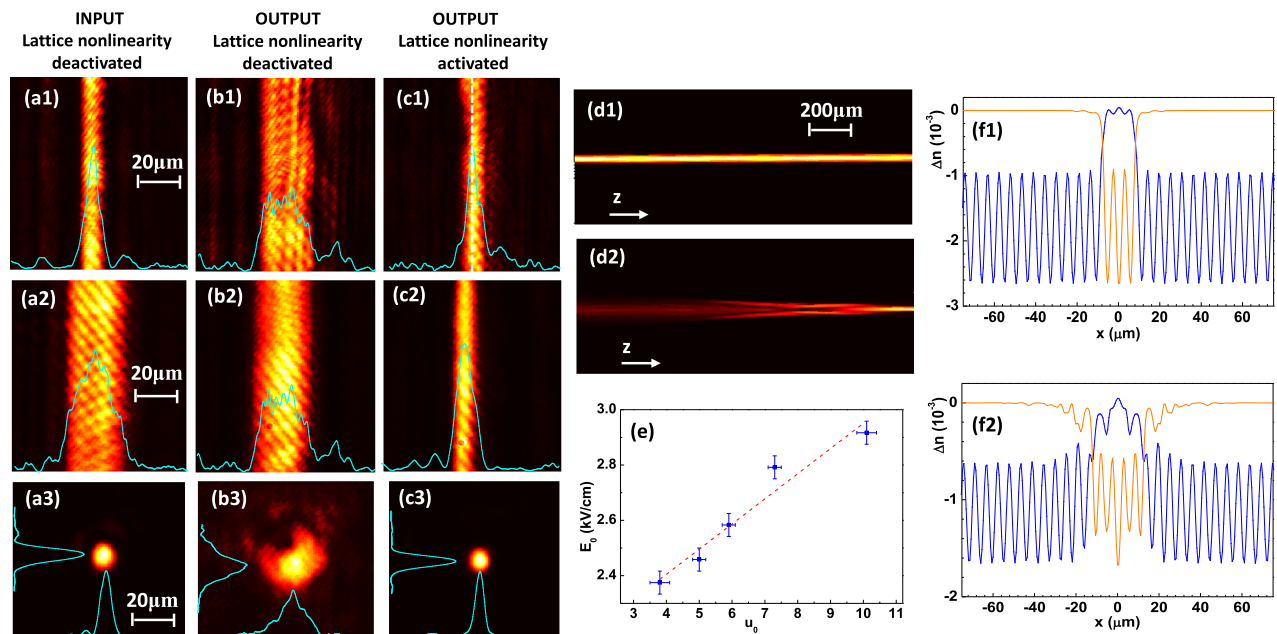 INPUT
Lattice nonlinearity
deactivated
OUTPUT
Lattice nonlinearity
deactivated
OUTPUT
Lattice nonlinearity
activated
(a1)
20μm
(b1)
(c1)
(a2)
20μm
(b2)
(c2)
(a3)
20μm
(b3)
(c3)
(d1)
200μm
z
(d2)
z
(e)
3.0
2.8
2.6
2.4
E₀ (kV/cm)
3 4 5 6 7 8 9 10 11
u₀
(f1)
0
-1
-2
-3
Δn (10⁻³)
-60 -40 -20 0 20 40 60
x (μm)
(f2)
0
-1
-2
Δn (10⁻³)
-60 -40 -20 0 20 40 60
x (μm)